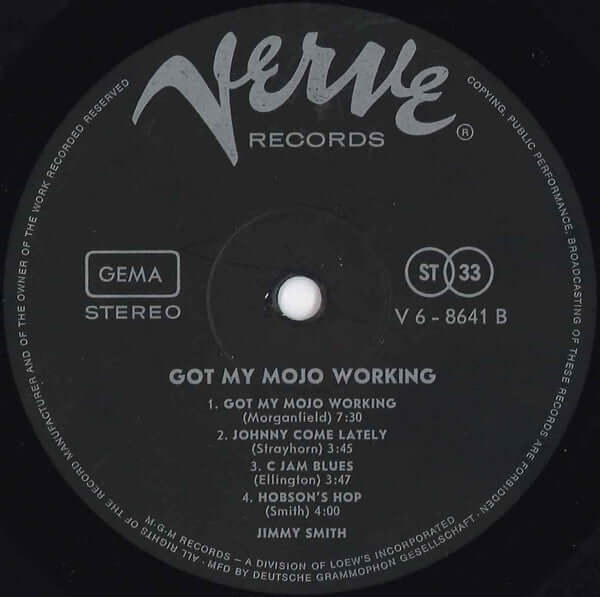 Verve
RECORDS
®
GEMA
STEREO
ST 33
V 6 - 8641 B
GOT MY MOJO WORKING
1. GOT MY MOJO WORKING
(Morganfield) 7:30
2. JOHNNY COME LATELY
(Strayhorn) 3:45
3. C JAM BLUES
(Ellington) 3:47
4. HOBSON'S HOP
(Smith) 4:00
JIMMY SMITH
M·G·M RECORDS – A DIVISION OF LOEW'S INCORPORATED
ALL RIGHTS OF THE RECORD MANUFACTURER AND OF THE OWNER OF THE WORK RECORDED RESERVED
COPYING, PUBLIC PERFORMANCE, BROADCASTING OF THESE RECORDS ARE FORBIDDEN
· MFD BY DEUTSCHE GRAMMOPHON GESELLSCHAFT ·